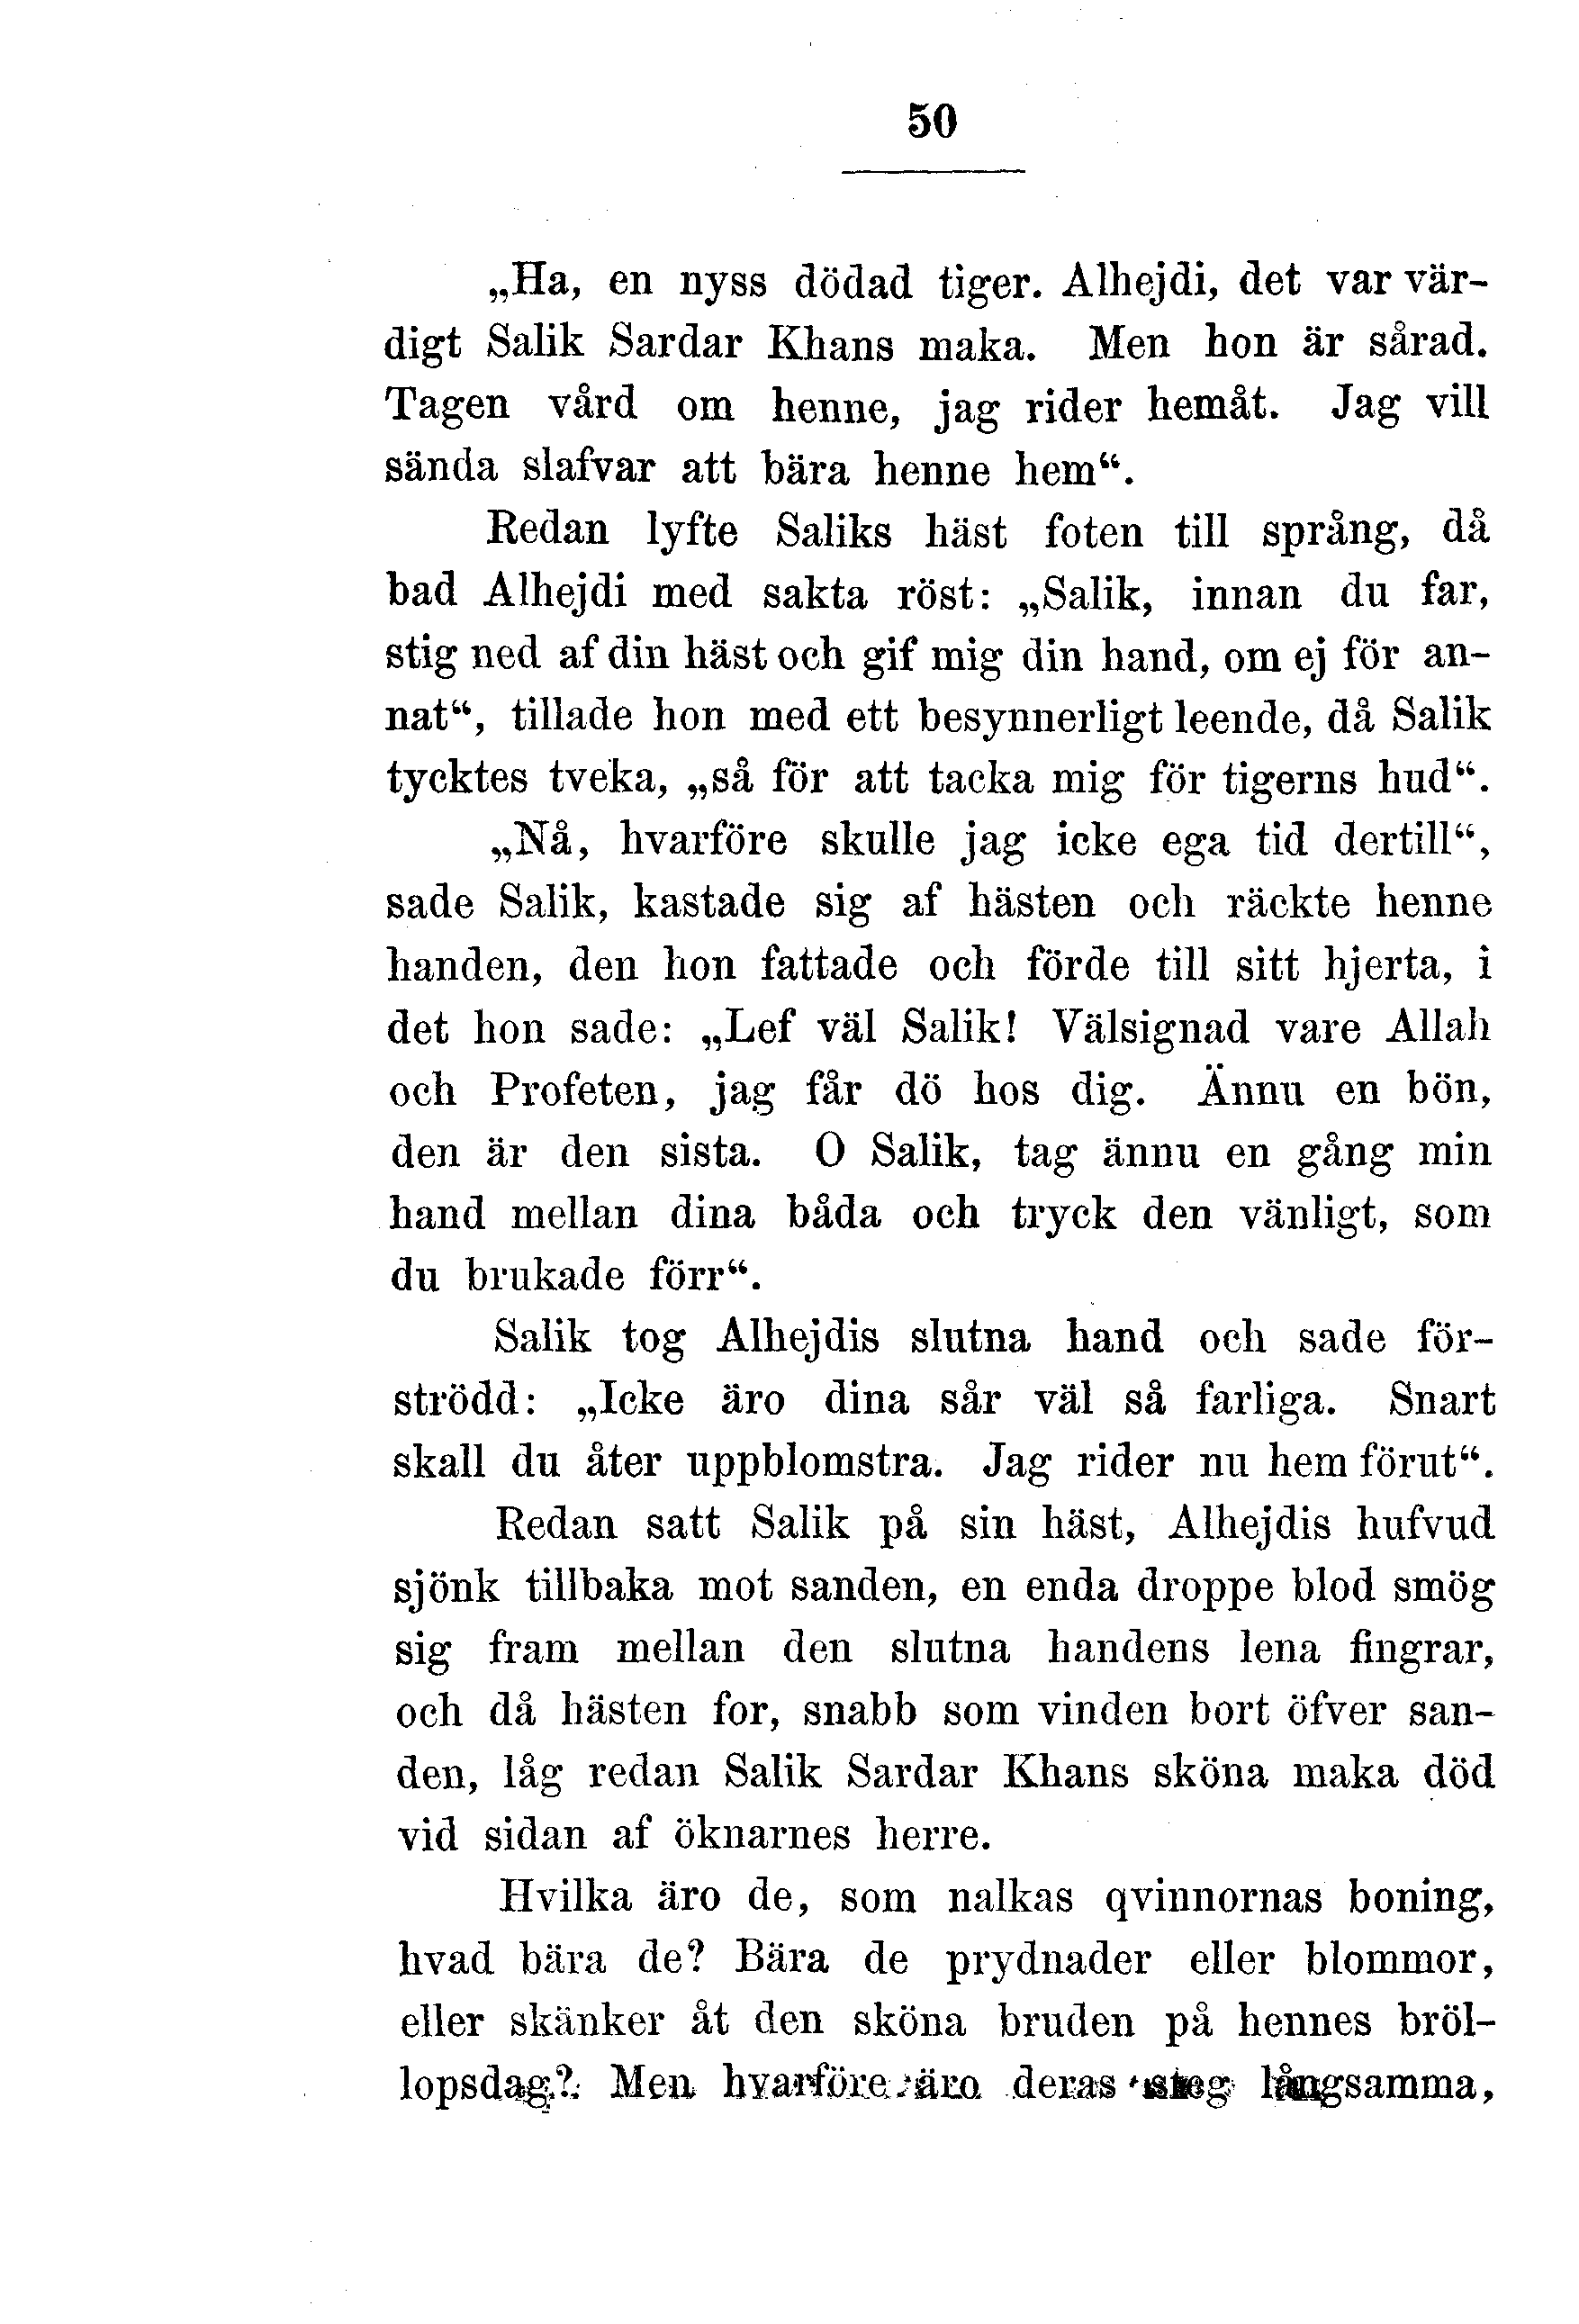 50
„Ha, en nyss dödad tiger. Alhejdi, det var vär-
digt Salik Sardar Khans maka. Men hon är sårad.
Tagen vård om henne, jag rider hemåt. Jag vill
sända slafvar att bära henne hem“.
Redan lyfte Saliks häst foten till språng, då
bad Alhejdi med sakta röst: „Salik, innan du far,
stig ned af din häst och gif mig din hand, om ej för an-
nat“, tillade hon med ett besynnerligt leende, då Salik
tycktes tveka, „så för att tacka mig för tigerns hud“.
„Nå, hvarföre skulle jag icke ega tid dertill“,
sade Salik, kastade sig af hästen och räckte henne
handen, den hon fattade och förde till sitt hjerta, i
det hon sade: „Lef väl Salik! Välsignad vare Allah
och Profeten, jag får dö hos dig. Ännu en bön,
den är den sista. O Salik, tag ännu en gång min
hand mellan dina båda och tryck den vänligt, som
du brukade förr“.
Salik tog Alhejdis slutna hand och sade för-
strödd: „Icke äro dina sår väl så farliga. Snart
skall du åter uppblomstra. Jag rider nu hem förut“.
Redan satt Salik på sin häst, Alhejdis hufvud
sjönk tillbaka mot sanden, en enda droppe blod smög
sig fram mellan den slutna handens lena fingrar,
och då hästen for, snabb som vinden bort öfver san-
den, låg redan Salik Sardar Khans sköna maka död
vid sidan af öknarnes herre.
Hvilka äro de, som nalkas qvinnornas boning,
hvad bära de? Bära de prydnader eller blommor,
eller skänker åt den sköna bruden på hennes bröl-
lopsdag? Men hvarföre äro deras steg långsamma,